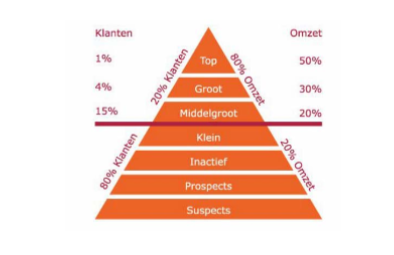 Klanten
Omzet
1%
Top
50%
20% Klanten
80% Omzet
4%
Groot
30%
15%
Middelgroot
20%
Klein
80% Klanten
20% Omzet
Inactief
Prospects
Suspects